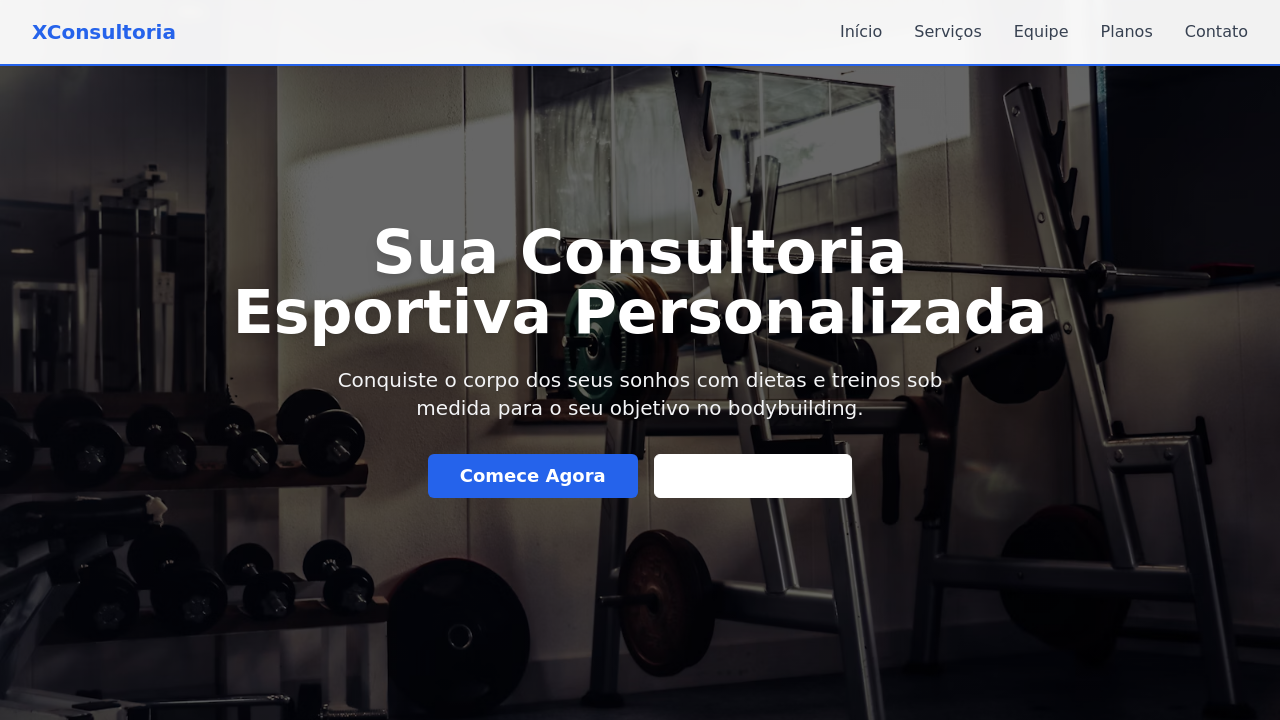 XConsultoria
Início
Serviços
Equipe
Planos
Contato
Sua Consultoria
Esportiva Personalizada
Conquiste o corpo dos seus sonhos com dietas e treinos sob
medida para o seu objetivo no bodybuilding.
Comece Agora